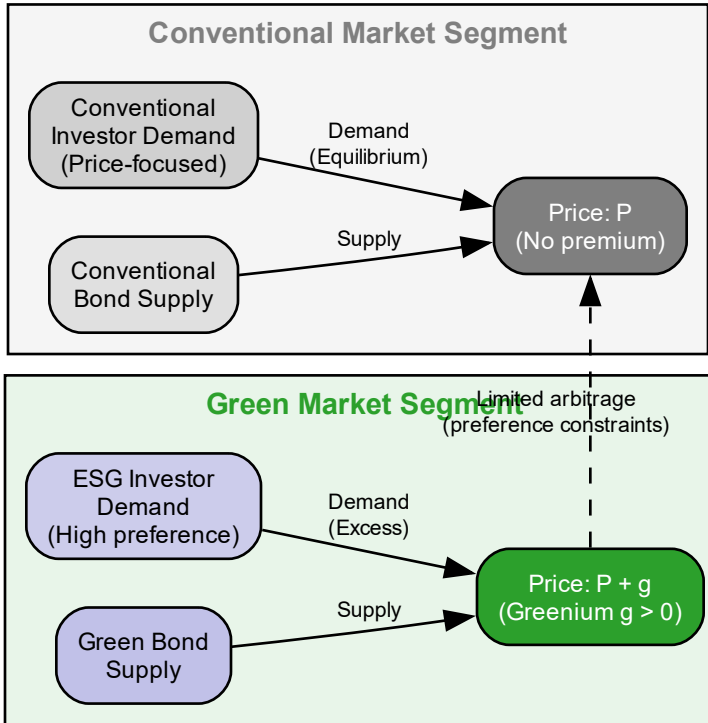 Conventional Market Segment
Conventional
Investor Demand
(Price-focused)
Demand
(Equilibrium)
Price: P
(No premium)
Supply
Conventional
Bond Supply
Green Market Segment
Limited arbitrage
(preference constraints)
ESG Investor
Demand
(High preference)
Demand
(Excess)
Price: P + g
(Greenium g > 0)
Supply
Green Bond
Supply